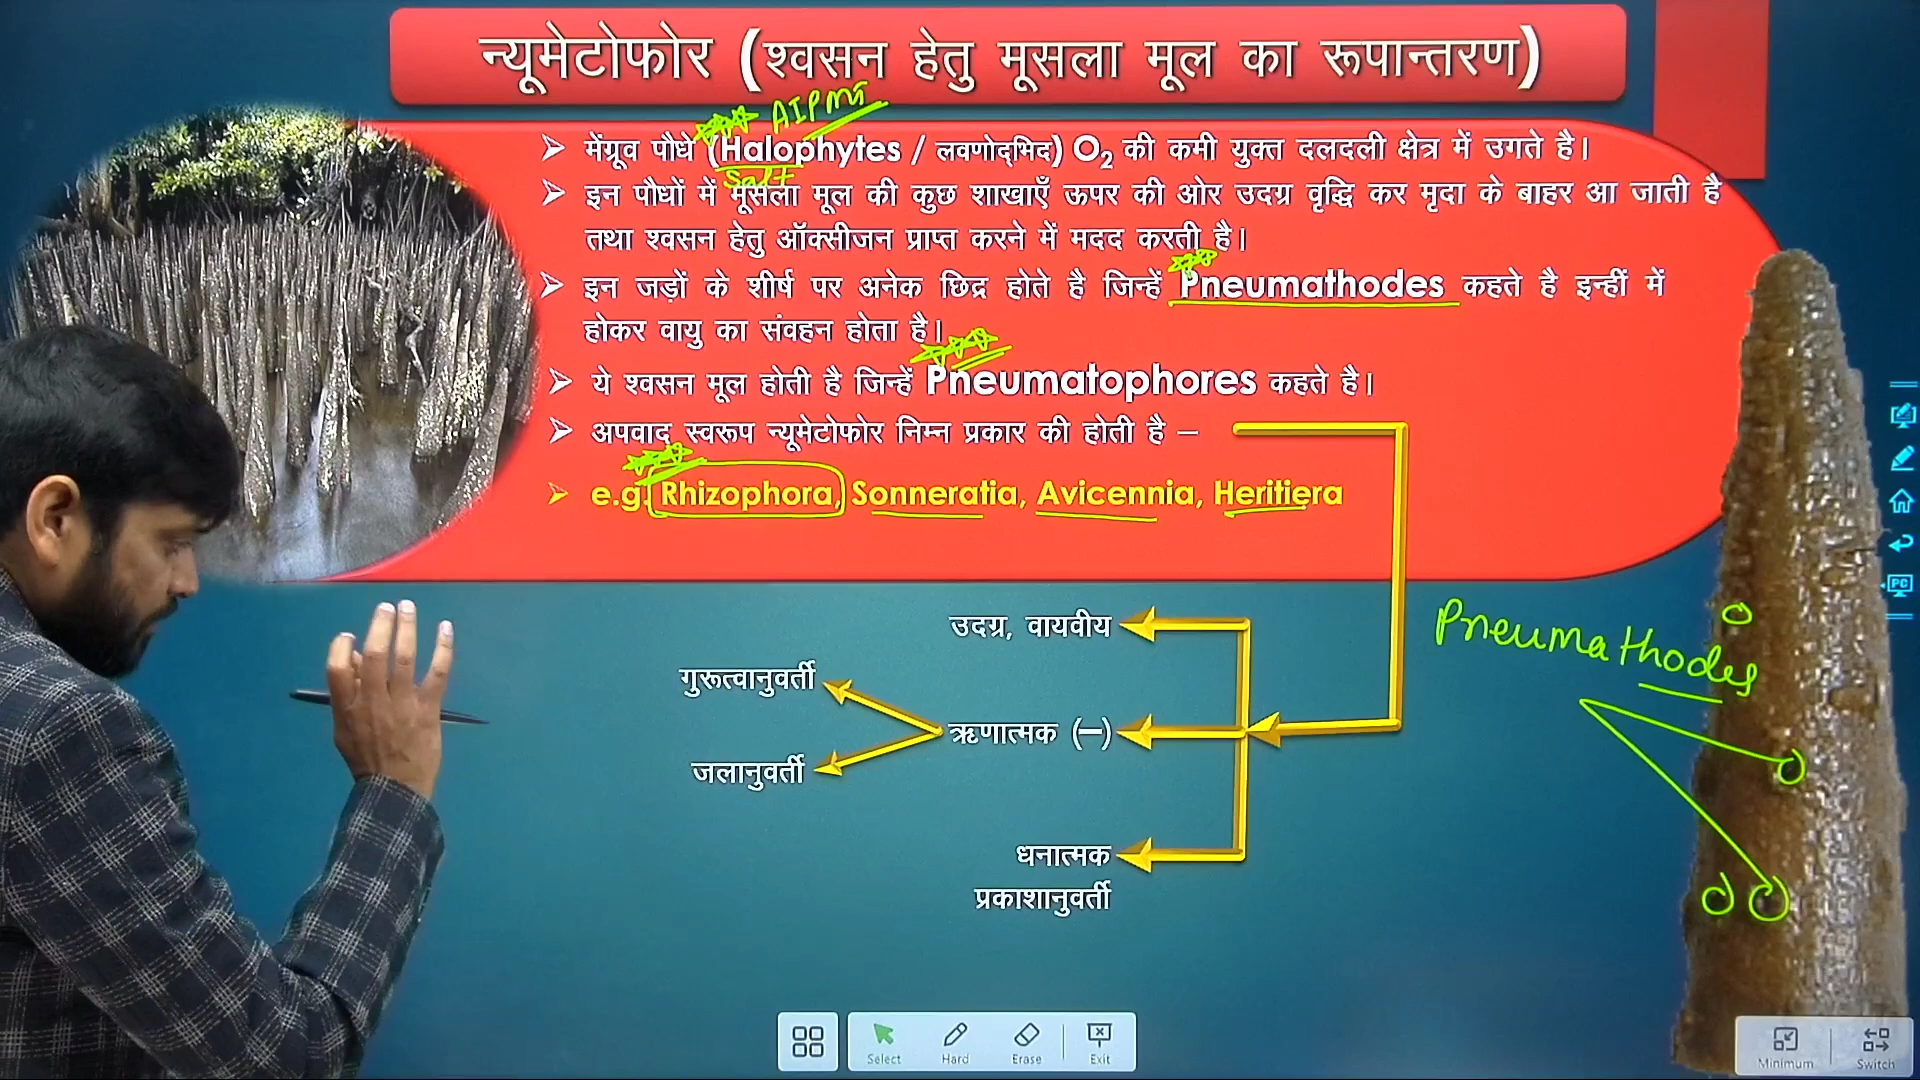 न्यूमेटोफोर (श्वसन हेतु मूसला मूल का रूपान्तरण)
AIPMT
मेंग्रूव पौधे (Halophytes / लवणोद्भिद) O₂ की कमी युक्त दलदली क्षेत्र में उगते है।
Salt
इन पौधों में मूसला मूल की कुछ शाखाएँ ऊपर की ओर उदग्र वृद्धि कर मृदा के बाहर आ जाती है
तथा श्वसन हेतु ऑक्सीजन प्राप्त करने में मदद करती है।
इन जड़ों के शीर्ष पर अनेक छिद्र होते है जिन्हें Pneumathodes कहते है इन्हीं में
होकर वायु का संवहन होता है।
ये श्वसन मूल होती है जिन्हें Pneumatophores कहते है।
अपवाद स्वरूप न्यूमेटोफोर निम्न प्रकार की होती है –
e.g. Rhizophora, Sonneratia, Avicennia, Heritiera
उदग्र, वायवीय
Pneumathodes
गुरूत्वानुवर्ती
ऋणात्मक (–)
जलानुवर्ती
धनात्मक
प्रकाशानुवर्ती
PC
Select
Hard
Erase
Exit
Minimum
Switch